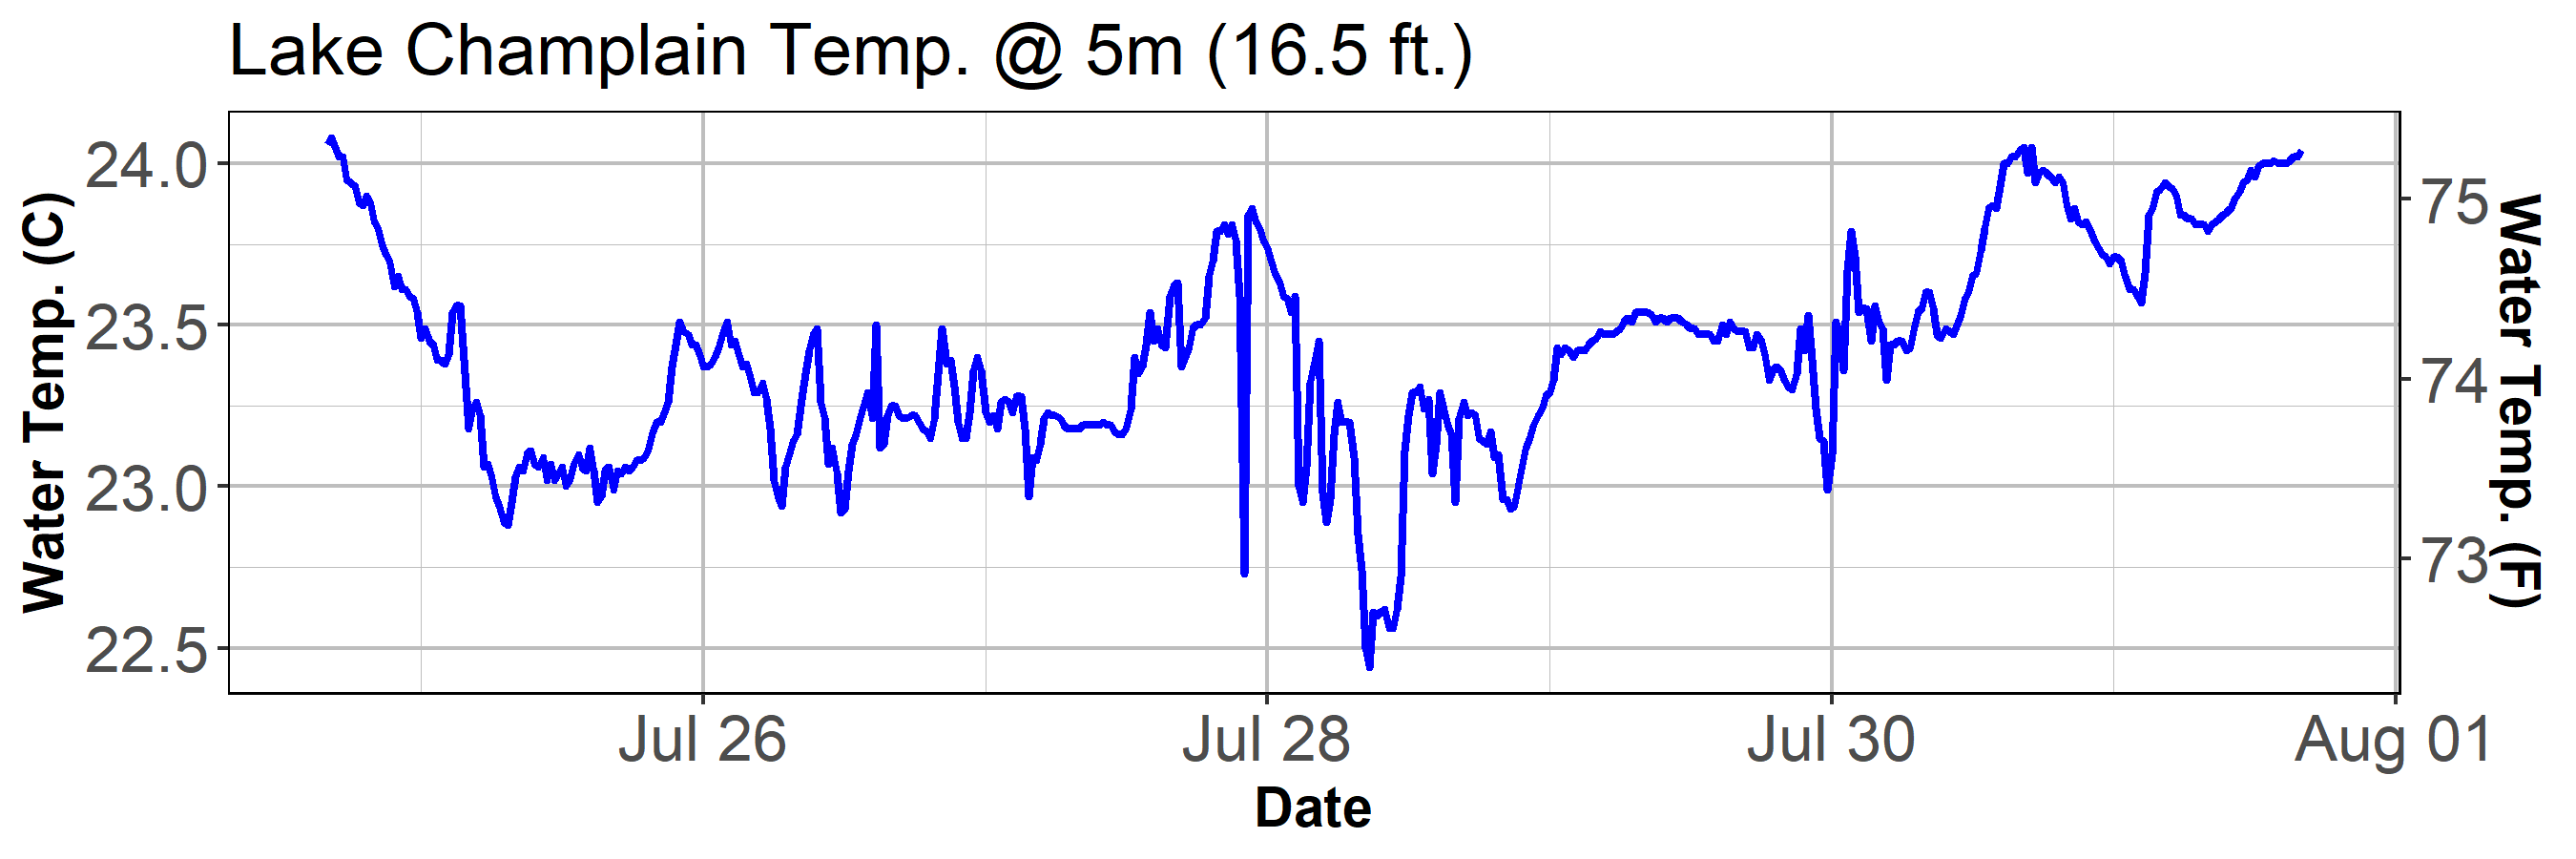 Lake Champlain Temp. @ 5m (16.5 ft.)
Water Temp. (C)
24.0
23.5
23.0
22.5
75
74
73
Water Temp. (F)
Jul 26 Jul 28 Jul 30 Aug 01
Date